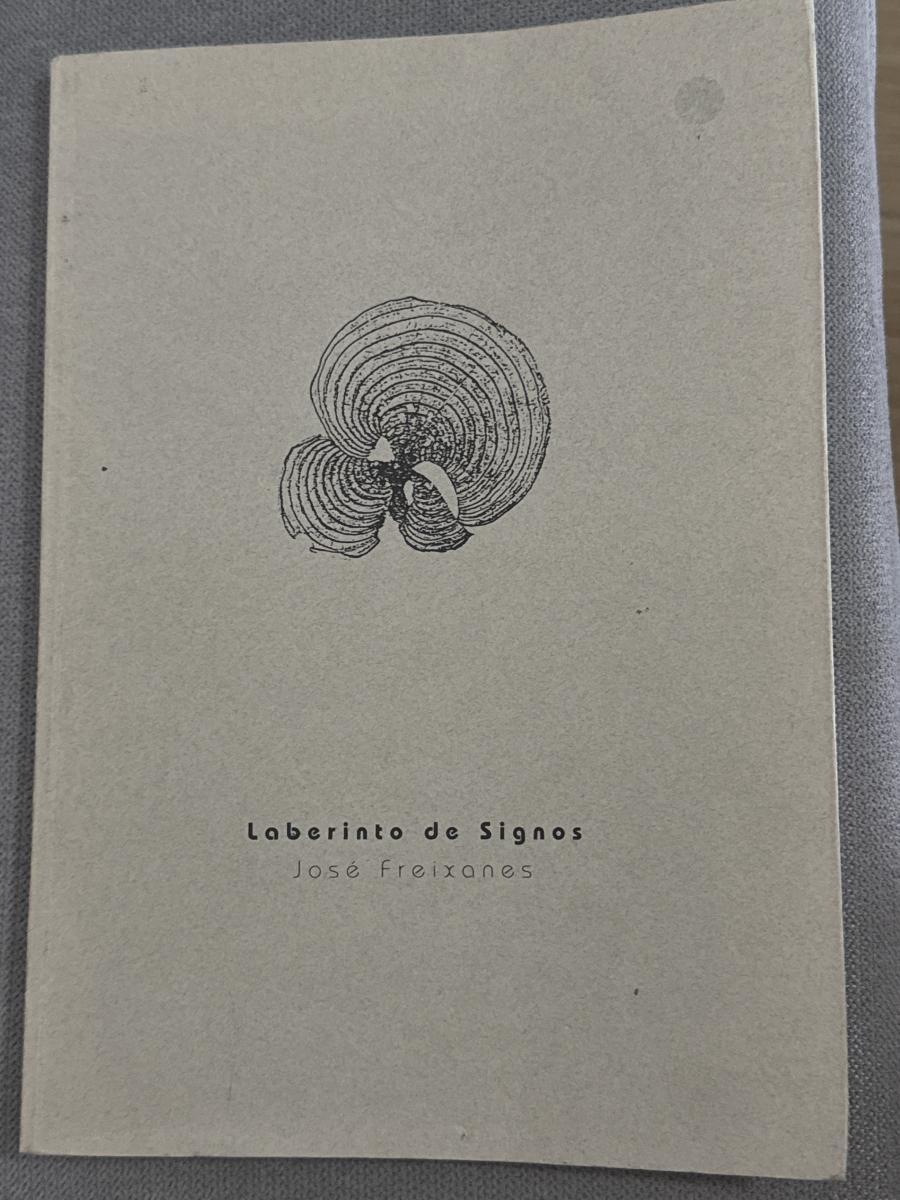 Laberinto de Signos
José Freixanes